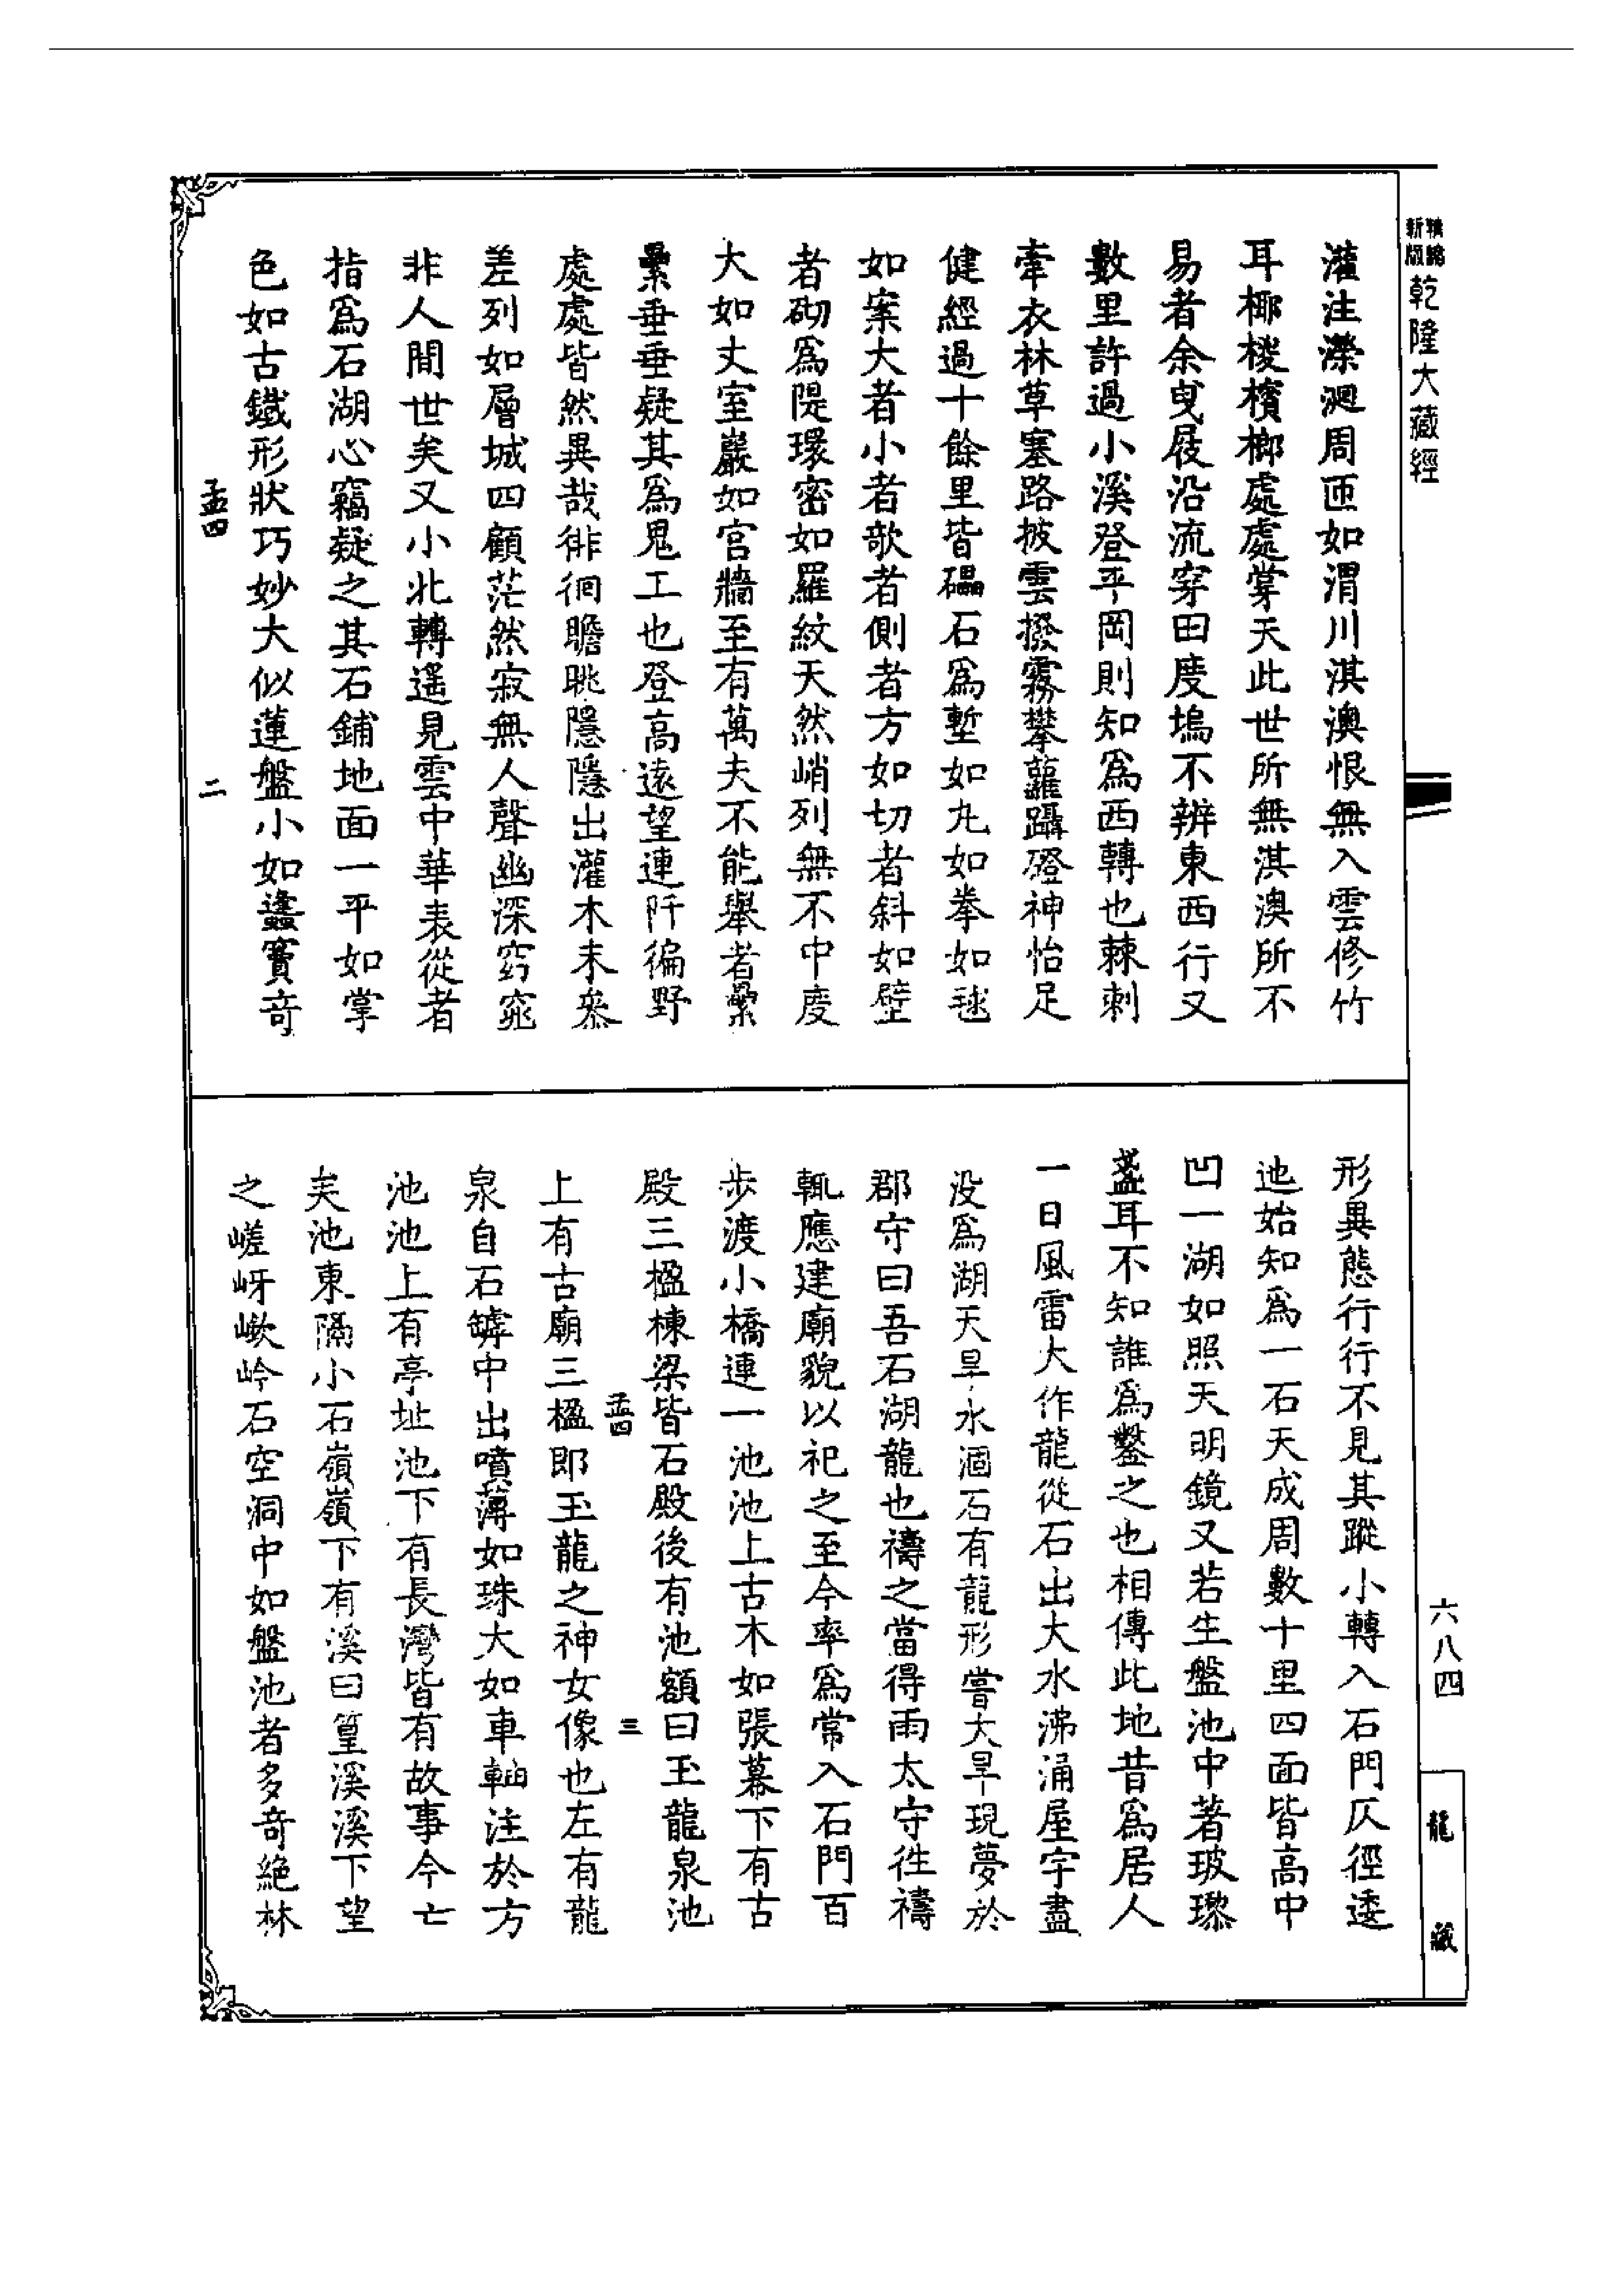 新版
乾隆大藏經
灌注濚洄周匝如渭川淇澳恨無入雲修竹
耳椰椶檳榔處處掌天此世所無淇澳所不
易者余曳屐沿流穿田度塢不辨東西行又
數里許過小溪登平岡則知爲西轉也棘刺
牽衣林草塞路披雲撥霧攀蘿躡磴神怡足
健經過十餘里皆礧石爲塹如丸如拳如毬
如案大者小者欹者側者方如切者斜如壁
者砌爲隄環密如羅紋天然峭列無不中度
大如丈室巖如宮牆至有萬夫不能舉者纍
纍垂垂疑其爲鬼工也登高遠望連阡徧野
處處皆然異哉徘徊瞻眺隱隱出灌木末叅
差列如層城四顧茫然寂無人聲幽深窈窕
非人間世矣又小北轉遙見雲中華表從者
指爲石湖心竊疑之其石鋪地面一平如掌
色如古鐵形狀巧妙大似蓮盤小如蠭窠奇
孟四
二
形異態行行不見其蹤小轉入石門仄徑逶
迆始知爲一石天成周數十里四面皆高中
凹一湖如照天明鏡又若生盤池中著玻瓈
盞耳不知誰爲鑿之也相傳此地昔爲居人
一日風雷大作龍從石出大水沸涌屋宇盡
没爲湖天旱水涸石有龍形嘗大旱現夢於
郡守曰吾石湖龍也禱之當得雨太守徃禱
輒應建廟貌以祀之至今率爲常入石門百
步渡小橋連一池池上古木如張幕下有古
殿三楹棟梁皆石殿後有池額曰玉龍泉池
孟四
三
上有古廟三楹即玉龍之神女像也左有龍
泉自石罅中出噴薄如珠大如車軸注於方
池池上有亭址池下有長灣皆有故事今亡
矣池東隔小石嶺嶺下有溪曰篁溪溪下望
之嵯岈嶔岑石空洞中如盤池者多奇絶林
六八四
龍藏